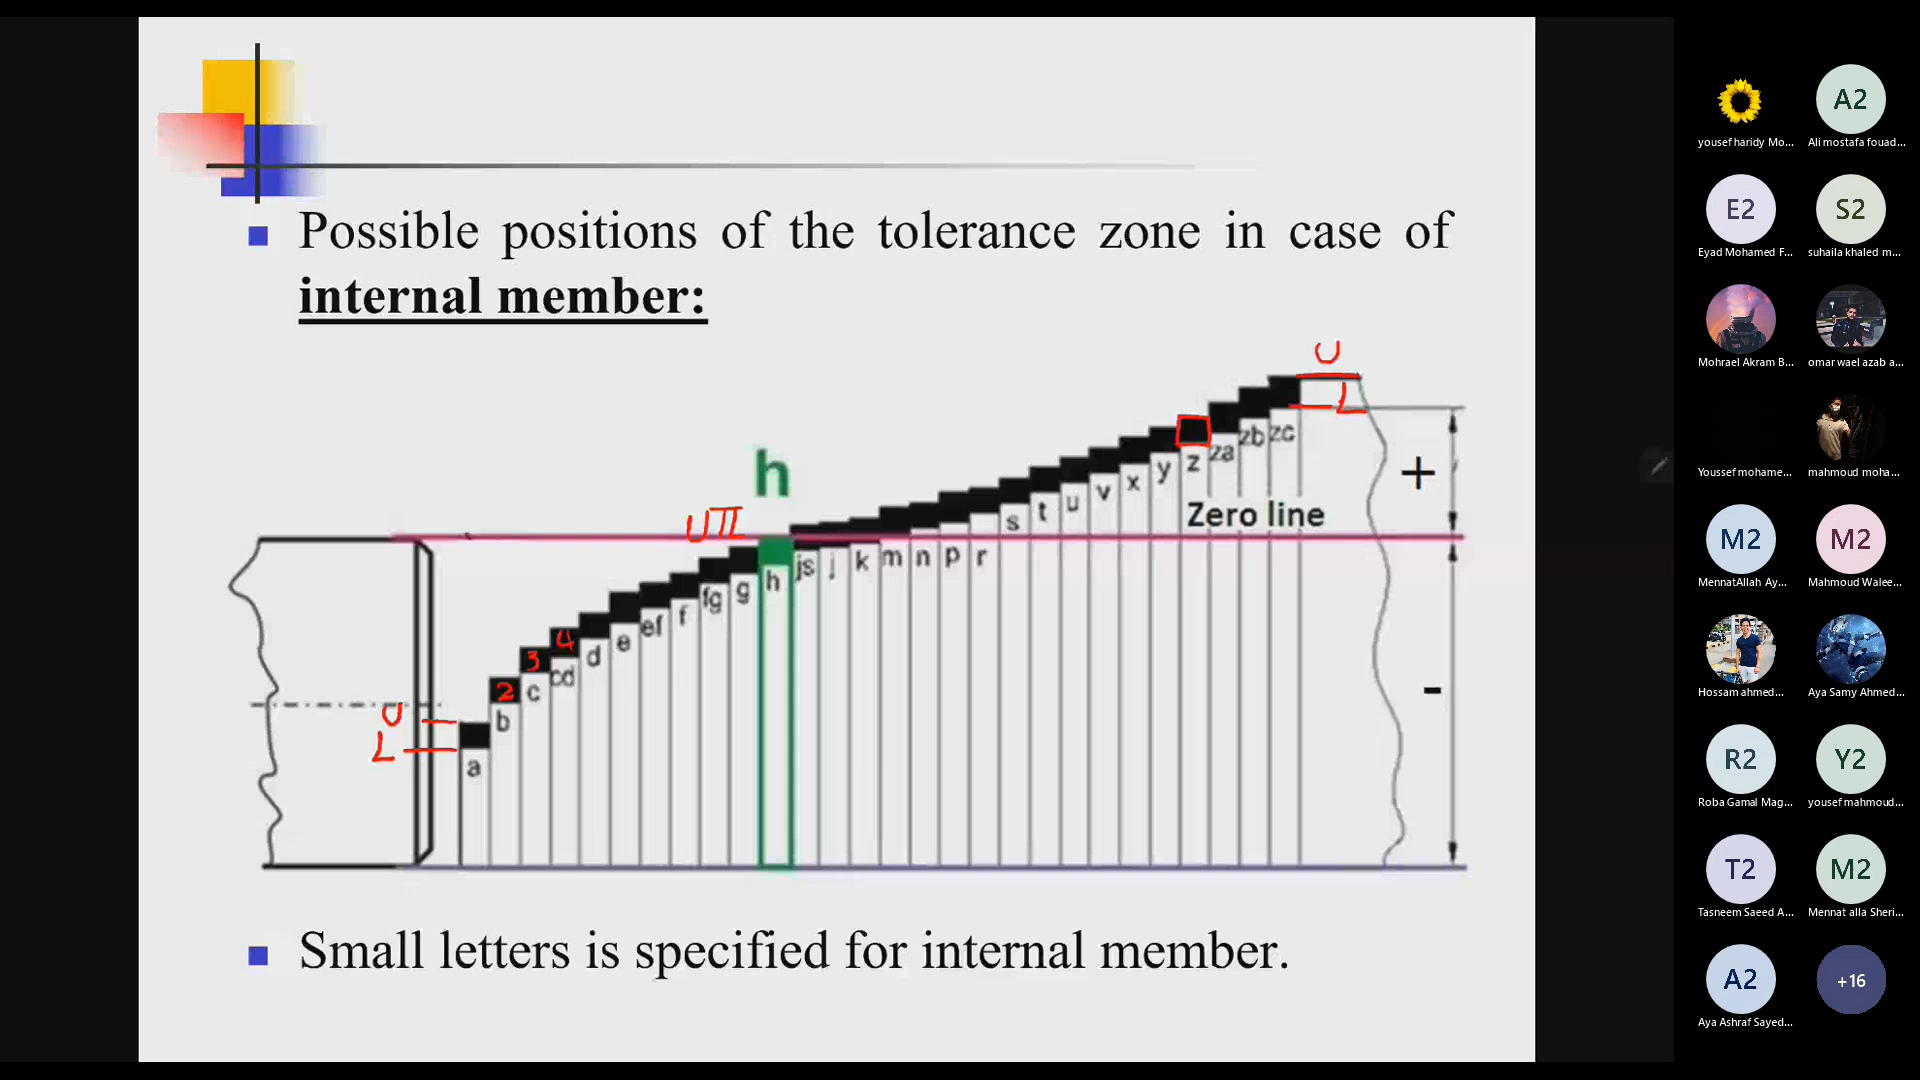 Possible positions of the tolerance zone in case of
internal member:
U
L
h
+
U
Zero line
a
b
c
cd
d
e
ef
f
fg
g
h
js
j
k
m
n
p
r
s
t
u
v
x
y
z
za
zb
zc
2
3
4
U
L
-
Small letters is specified for internal member.
yousef haridy Mo...
A2
Ali mostafa fouad...
E2
Eyad Mohamed F...
S2
suhaila khaled m...
Mohrael Akram B...
omar wael azab a...
Youssef mohame...
mahmoud moha...
M2
MennatAllah Ay...
M2
Mahmoud Walee...
Hossam ahmed...
Aya Samy Ahmed...
R2
Roba Gamal Mag...
Y2
yousef mahmoud...
T2
Tasneem Saeed A...
M2
Mennat alla Sheri...
A2
Aya Ashraf Sayed...
+16